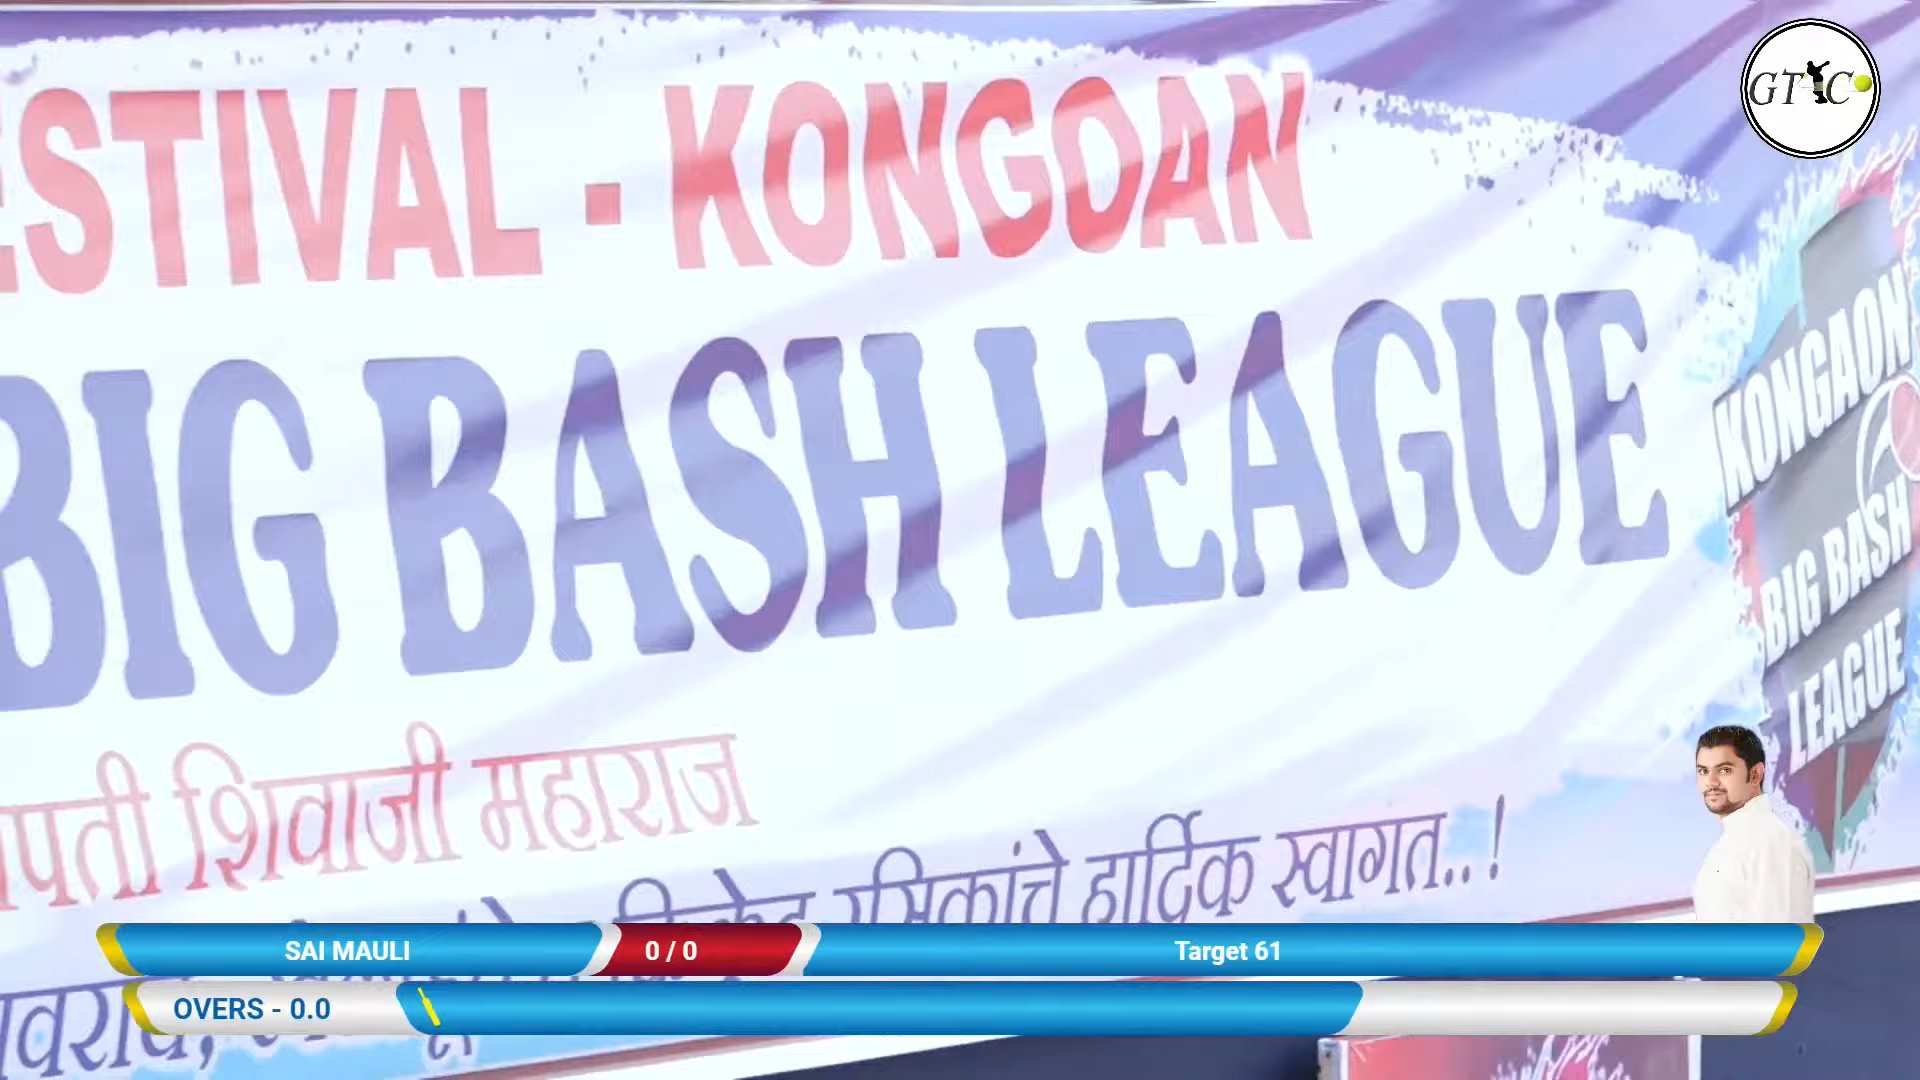 ESTIVAL - KONGOAN
BIG BASH LEAGUE
पती शिवाजी महाराज
रसिकांचे हार्दिक स्वागत..!
KONGAON
BIG BASH
LEAGUE
GTC
SAI MAULI
0 / 0
Target 61
OVERS - 0.0